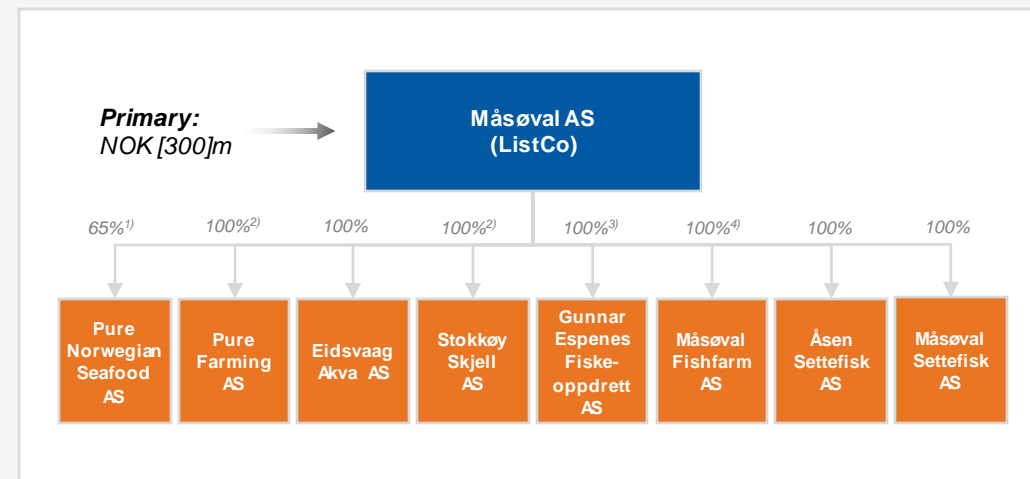 Primary:
NOK [300]m
Måsøval AS
(ListCo)
65%1)
100%2)
100%
100%2)
100%3)
100%4)
100%
100%
Pure
Norwegian
Seafood
AS
Pure
Farming
AS
Eidsvaag
Akva AS
Stokkøy
Skjell
AS
Gunnar
Espenes
Fiske-
oppdrett
AS
Måsøval
Fishfarm
AS
Åsen
Settefisk
AS
Måsøval
Settefisk
AS